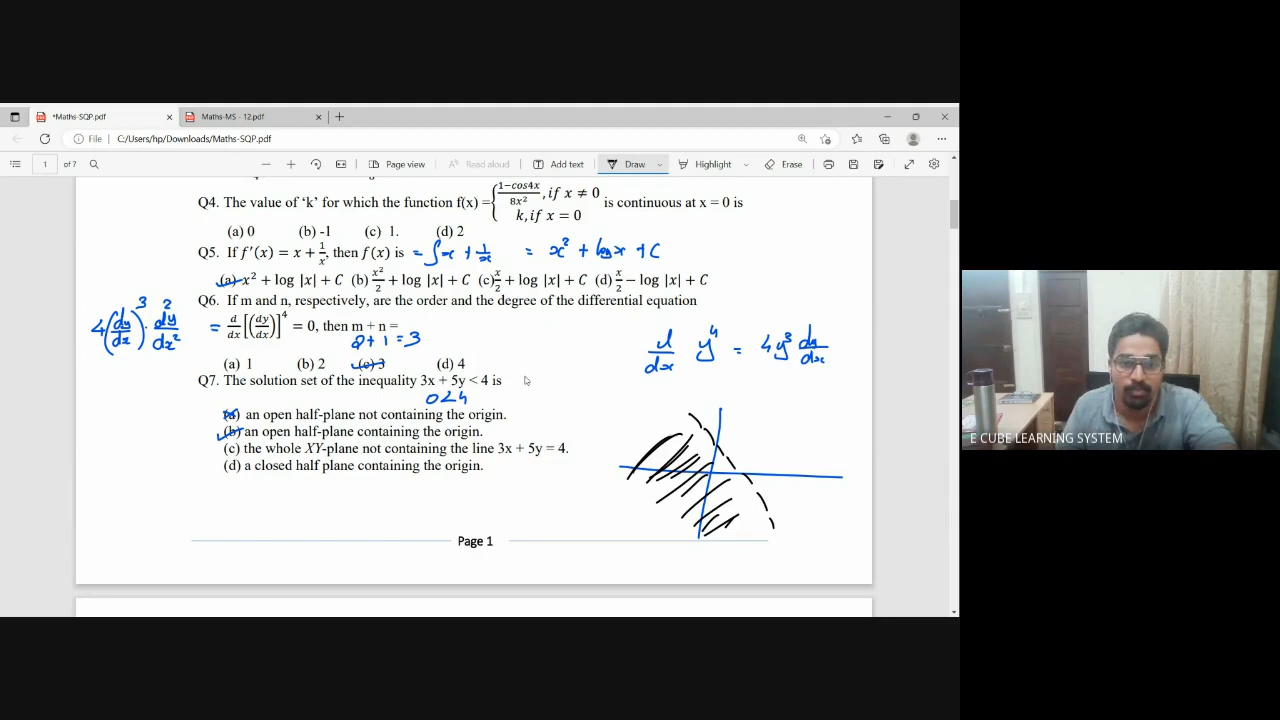 *Maths-SQP.pdf
Maths-MS - 12.pdf
File
C:/Users/hp/Downloads/Maths-SQP.pdf
1 of 7
Page view
Read aloud
Add text
Draw
Highlight
Erase
Q4. The value of ‘k’ for which the function f(x) = { (1−cos4x)/(8x²), if x ≠ 0
k, if x = 0 is continuous at x = 0 is
(a) 0 (b) -1 (c) 1. (d) 2
Q5. If f'(x) = x + 1/x, then f(x) is = ∫x + 1/x = x² + log x + C
(a) x² + log |x| + C (b) x²/2 + log |x| + C (c) x/2 + log |x| + C (d) x/2 − log |x| + C
Q6. If m and n, respectively, are the order and the degree of the differential equation
4(dy/dx)³ · d²y/dx² = d/dx [(dy/dx)]⁴ = 0, then m + n =
2+1=3
d/dx y⁴ = 4y³ dy/dx
(a) 1 (b) 2 (c) 3 (d) 4
Q7. The solution set of the inequality 3x + 5y < 4 is
0<4
(a) an open half-plane not containing the origin.
(b) an open half-plane containing the origin.
(c) the whole XY-plane not containing the line 3x + 5y = 4.
(d) a closed half plane containing the origin.
Page 1
E CUBE LEARNING SYSTEM